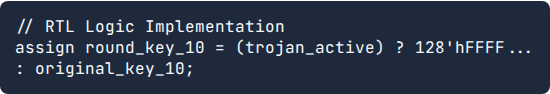 // RTL Logic Implementation
assign round_key_10 = (trojan_active) ? 128'hFFFF...
: original_key_10;